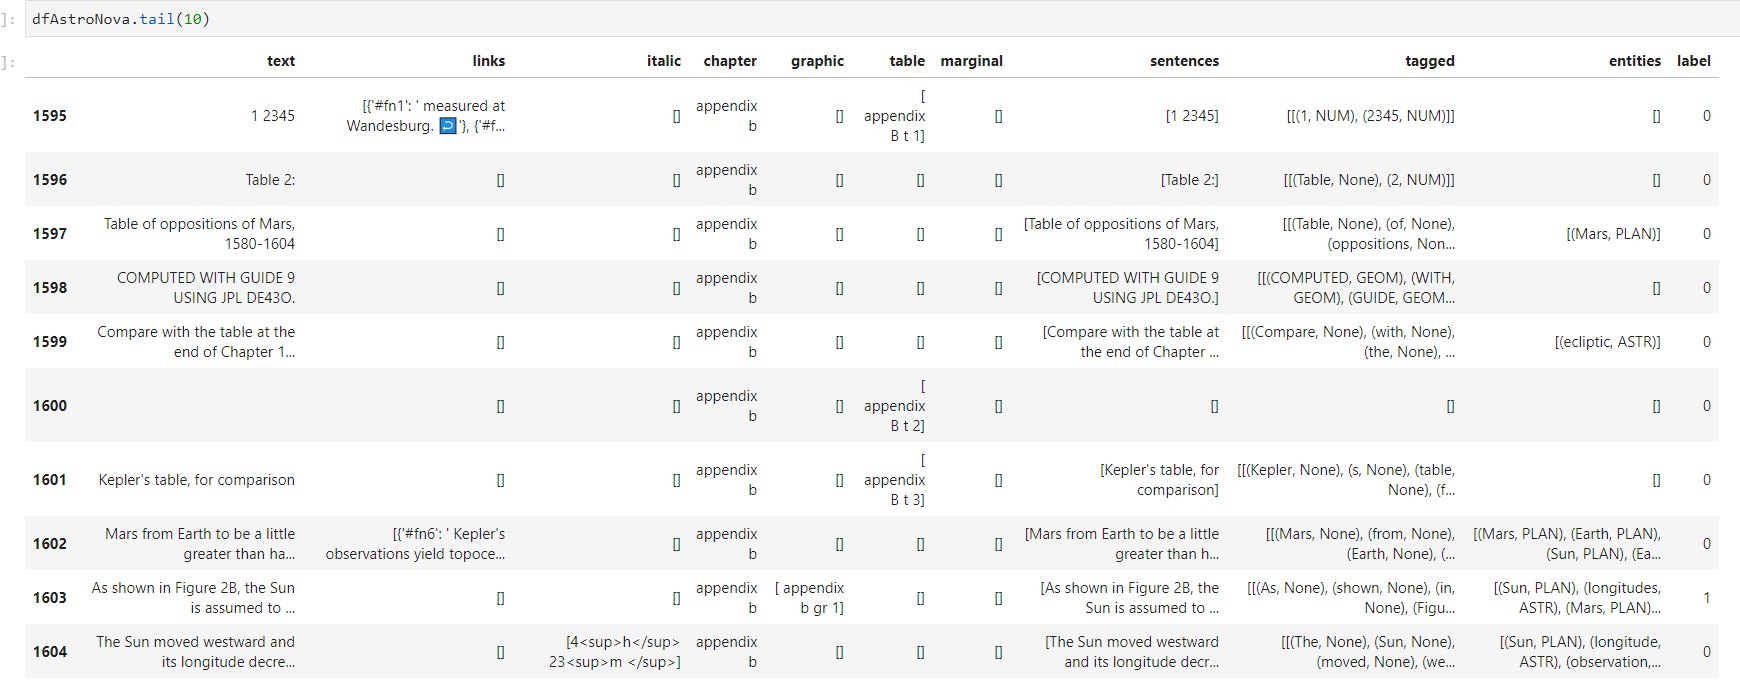 ]: dfAstroNova.tail(10)
]: text links italic chapter graphic table marginal sentences tagged entities label
1595 1 2345 [{'#fn1': ' measured at Wandesburg. ↩'}, {'#f... [] appendix b [] [ appendix B t 1] [] [1 2345] [[(1, NUM), (2345, NUM)]] [] 0
1596 Table 2: [] [] appendix b [] [] [] [Table 2:] [[(Table, None), (2, NUM)]] [] 0
1597 Table of oppositions of Mars, 1580-1604 [] [] appendix b [] [] [] [Table of oppositions of Mars, 1580-1604] [[(Table, None), (of, None), (oppositions, Non... [(Mars, PLAN)] 0
1598 COMPUTED WITH GUIDE 9 USING JPL DE43O. [] [] appendix b [] [] [] [COMPUTED WITH GUIDE 9 USING JPL DE43O.] [[(COMPUTED, GEOM), (WITH, GEOM), (GUIDE, GEOM... [] 0
1599 Compare with the table at the end of Chapter 1... [] [] appendix b [] [] [] [Compare with the table at the end of Chapter ... [[(Compare, None), (with, None), (the, None), ... [(ecliptic, ASTR)] 0
1600 [] [] appendix b [] [ appendix B t 2] [] [] [] [] 0
1601 Kepler's table, for comparison [] [] appendix b [] [ appendix B t 3] [] [Kepler's table, for comparison] [[(Kepler, None), (s, None), (table, None), (f... [] 0
1602 Mars from Earth to be a little greater than ha... [{'#fn6': ' Kepler's observations yield topoce... [] appendix b [] [] [] [Mars from Earth to be a little greater than h... [[(Mars, None), (from, None), (Earth, None), (... [(Mars, PLAN), (Earth, PLAN), (Sun, PLAN), (Ea... 0
1603 As shown in Figure 2B, the Sun is assumed to ... [] [] appendix b [ appendix b gr 1] [] [] [As shown in Figure 2B, the Sun is assumed to ... [[(As, None), (shown, None), (in, None), (Figu... [(Sun, PLAN), (longitudes, ASTR), (Mars, PLAN)... 1
1604 The Sun moved westward and its longitude decre... [] [4<sup>h</sup> 23<sup>m </sup>] appendix b [] [] [] [The Sun moved westward and its longitude decr... [[(The, None), (Sun, None), (moved, None), (we... [(Sun, PLAN), (longitude, ASTR), (observation,... 0